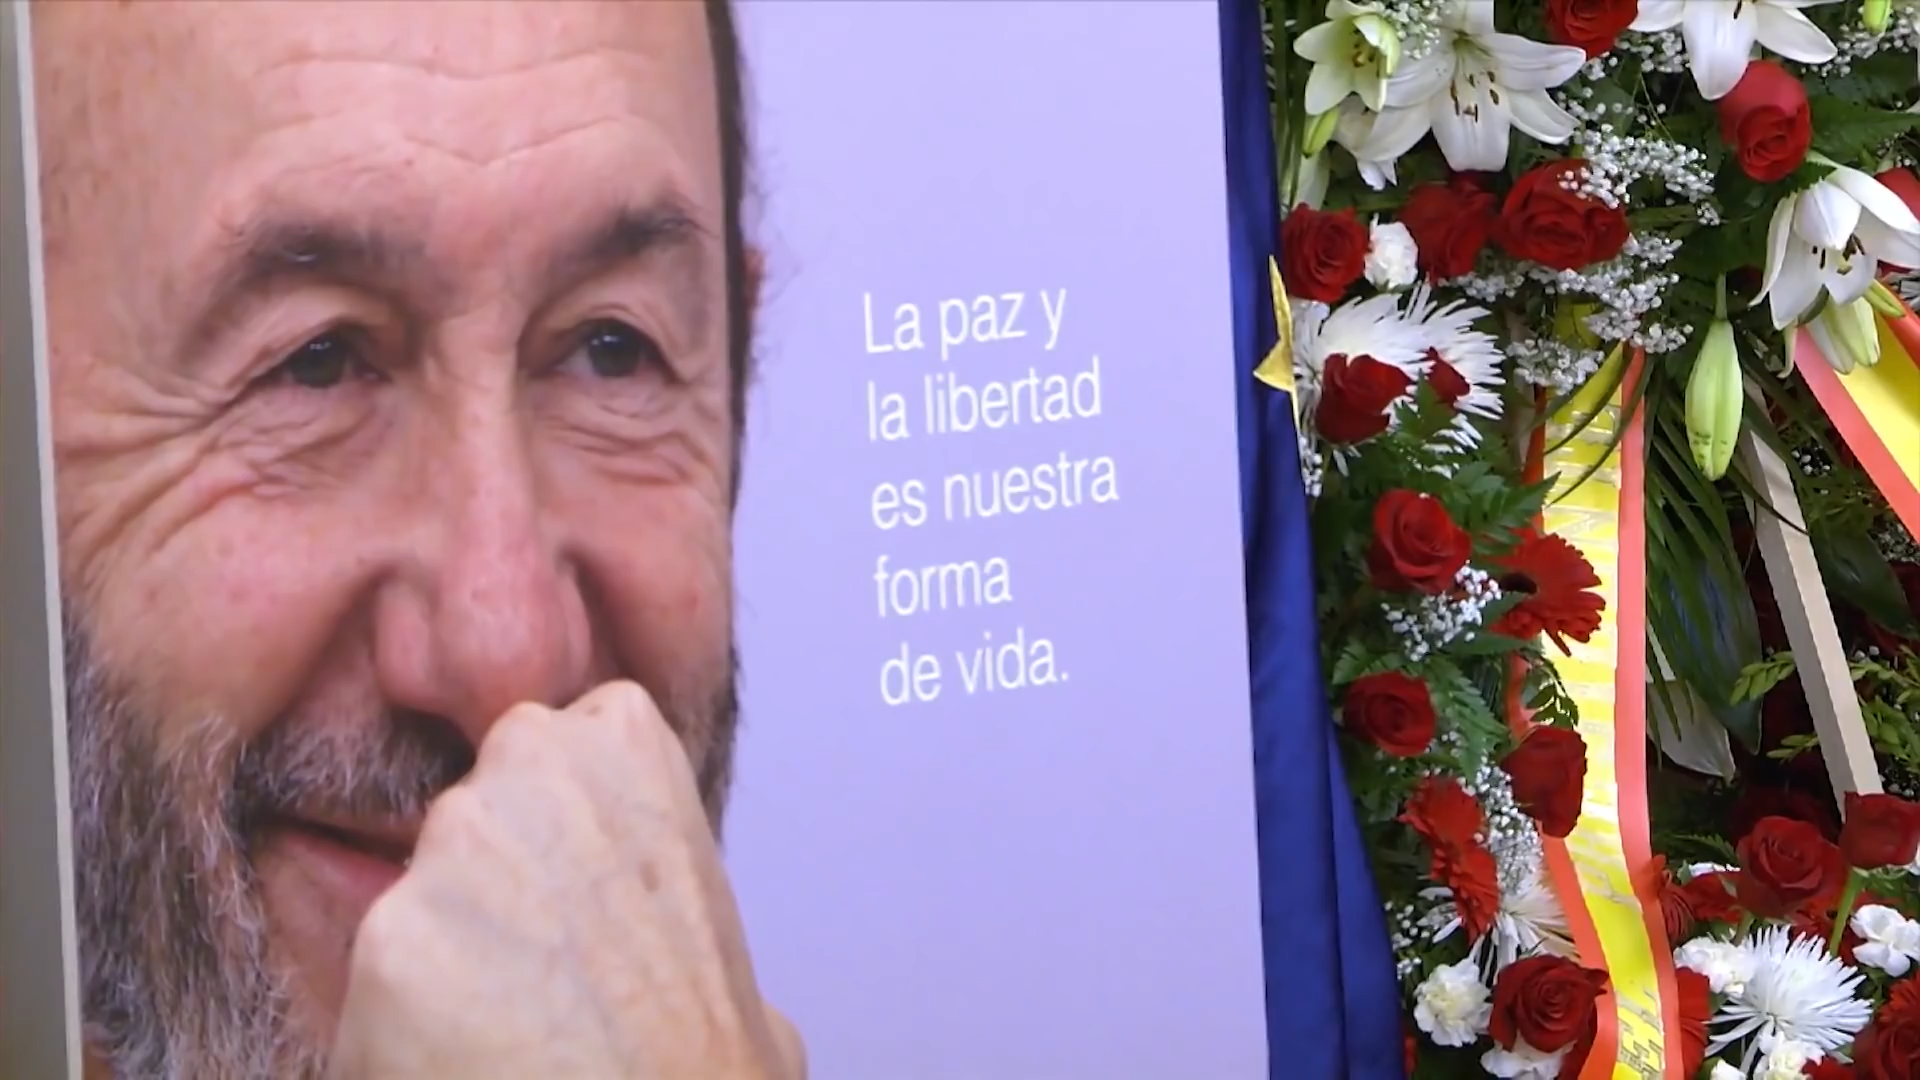 La paz y
la libertad
es nuestra
forma
de vida.